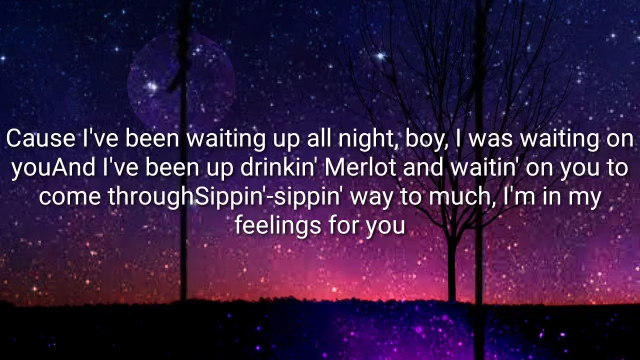 Cause I've been waiting up all night, boy, I was waiting on
youAnd I've been up drinkin' Merlot and waitin' on you to
come throughSippin'-sippin' way to much, I'm in my
feelings for you